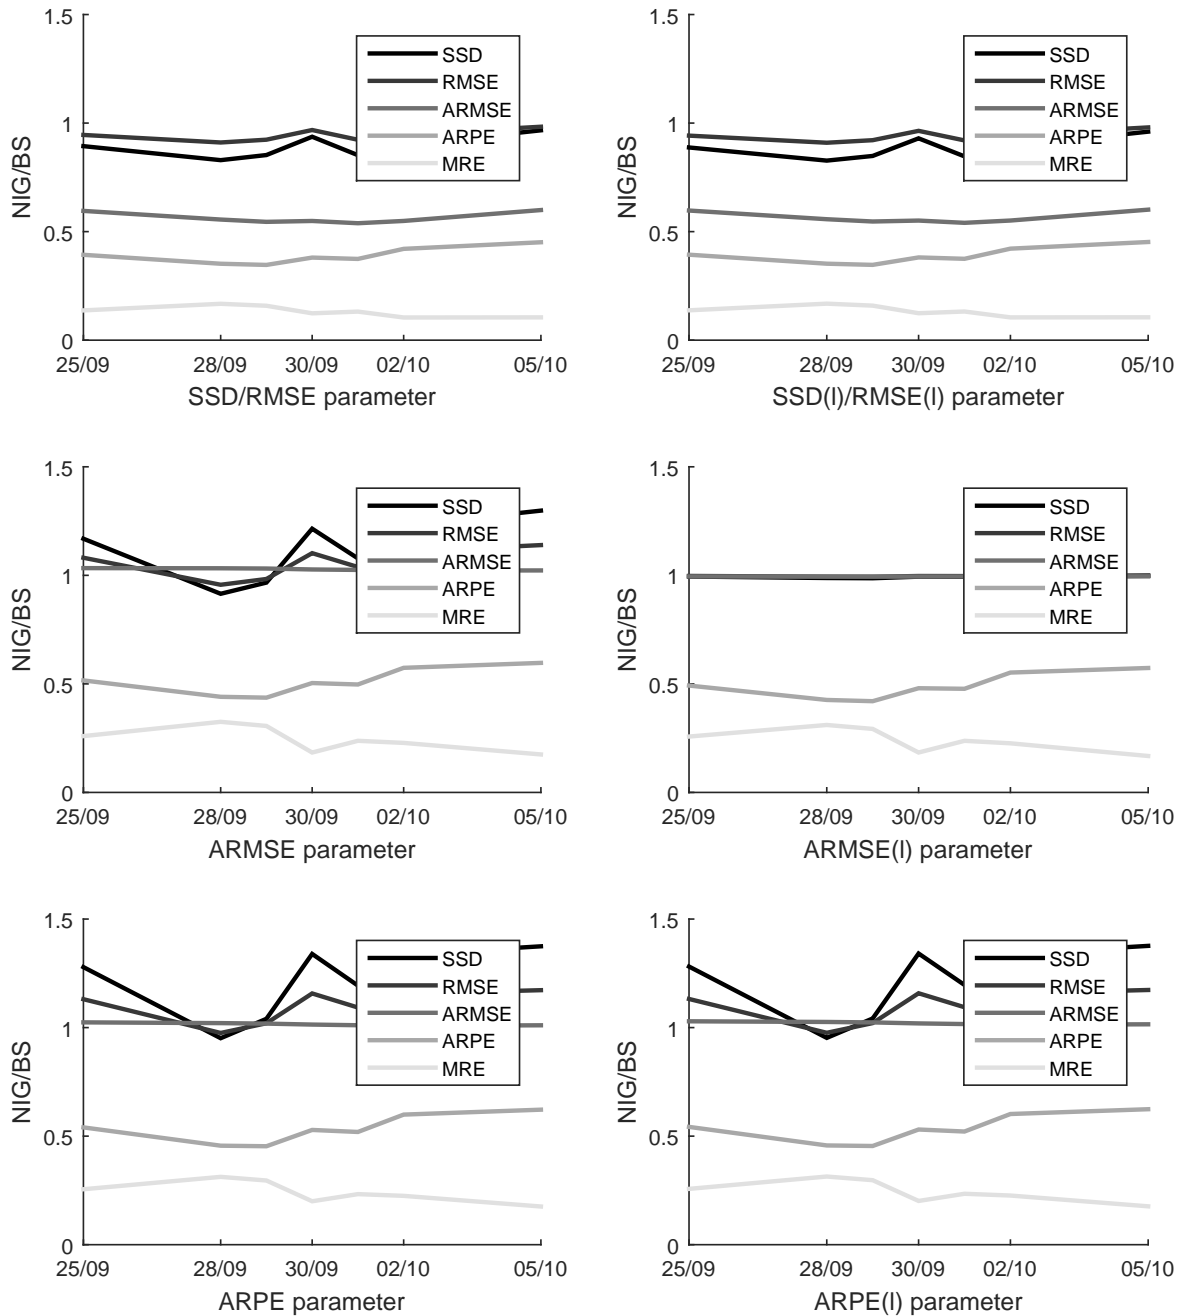 1.5
1
0.5
0
NIG/BS
SSD
RMSE
ARMSE
ARPE
MRE
25/09 28/09 30/09 02/10 05/10
SSD/RMSE parameter
1.5
1
0.5
0
NIG/BS
SSD
RMSE
ARMSE
ARPE
MRE
25/09 28/09 30/09 02/10 05/10
SSD(l)/RMSE(l) parameter
1.5
1
0.5
0
NIG/BS
SSD
RMSE
ARMSE
ARPE
MRE
25/09 28/09 30/09 02/10 05/10
ARMSE parameter
1.5
1
0.5
0
NIG/BS
SSD
RMSE
ARMSE
ARPE
MRE
25/09 28/09 30/09 02/10 05/10
ARMSE(l) parameter
1.5
1
0.5
0
NIG/BS
SSD
RMSE
ARMSE
ARPE
MRE
25/09 28/09 30/09 02/10 05/10
ARPE parameter
1.5
1
0.5
0
NIG/BS
SSD
RMSE
ARMSE
ARPE
MRE
25/09 28/09 30/09 02/10 05/10
ARPE(l) parameter